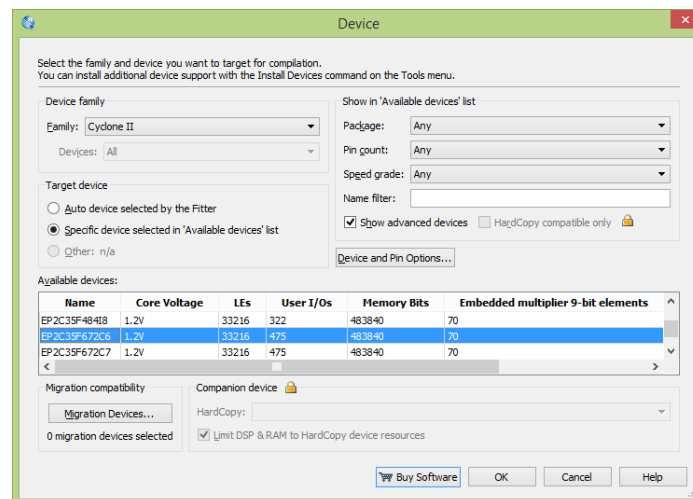 Device
Select the family and device you want to target for compilation.
You can install additional device support with the Install Devices command on the Tools menu.
Device family
Family: Cyclone II
Devices: All
Show in 'Available devices' list
Package: Any
Pin count: Any
Speed grade: Any
Name filter:
Show advanced devices HardCopy compatible only
Target device
Auto device selected by the Fitter
Specific device selected in 'Available devices' list
Other: n/a
Device and Pin Options...
Available devices:
Name Core Voltage LEs User I/Os Memory Bits Embedded multiplier 9-bit elements
EP2C35F484I8 1.2V 33216 322 483840 70
EP2C35F672C6 1.2V 33216 475 483840 70
EP2C35F672C7 1.2V 33216 475 483840 70
Migration compatibility
Migration Devices...
0 migration devices selected
Companion device
HardCopy:
Limit DSP & RAM to HardCopy device resources
Buy Software OK Cancel Help